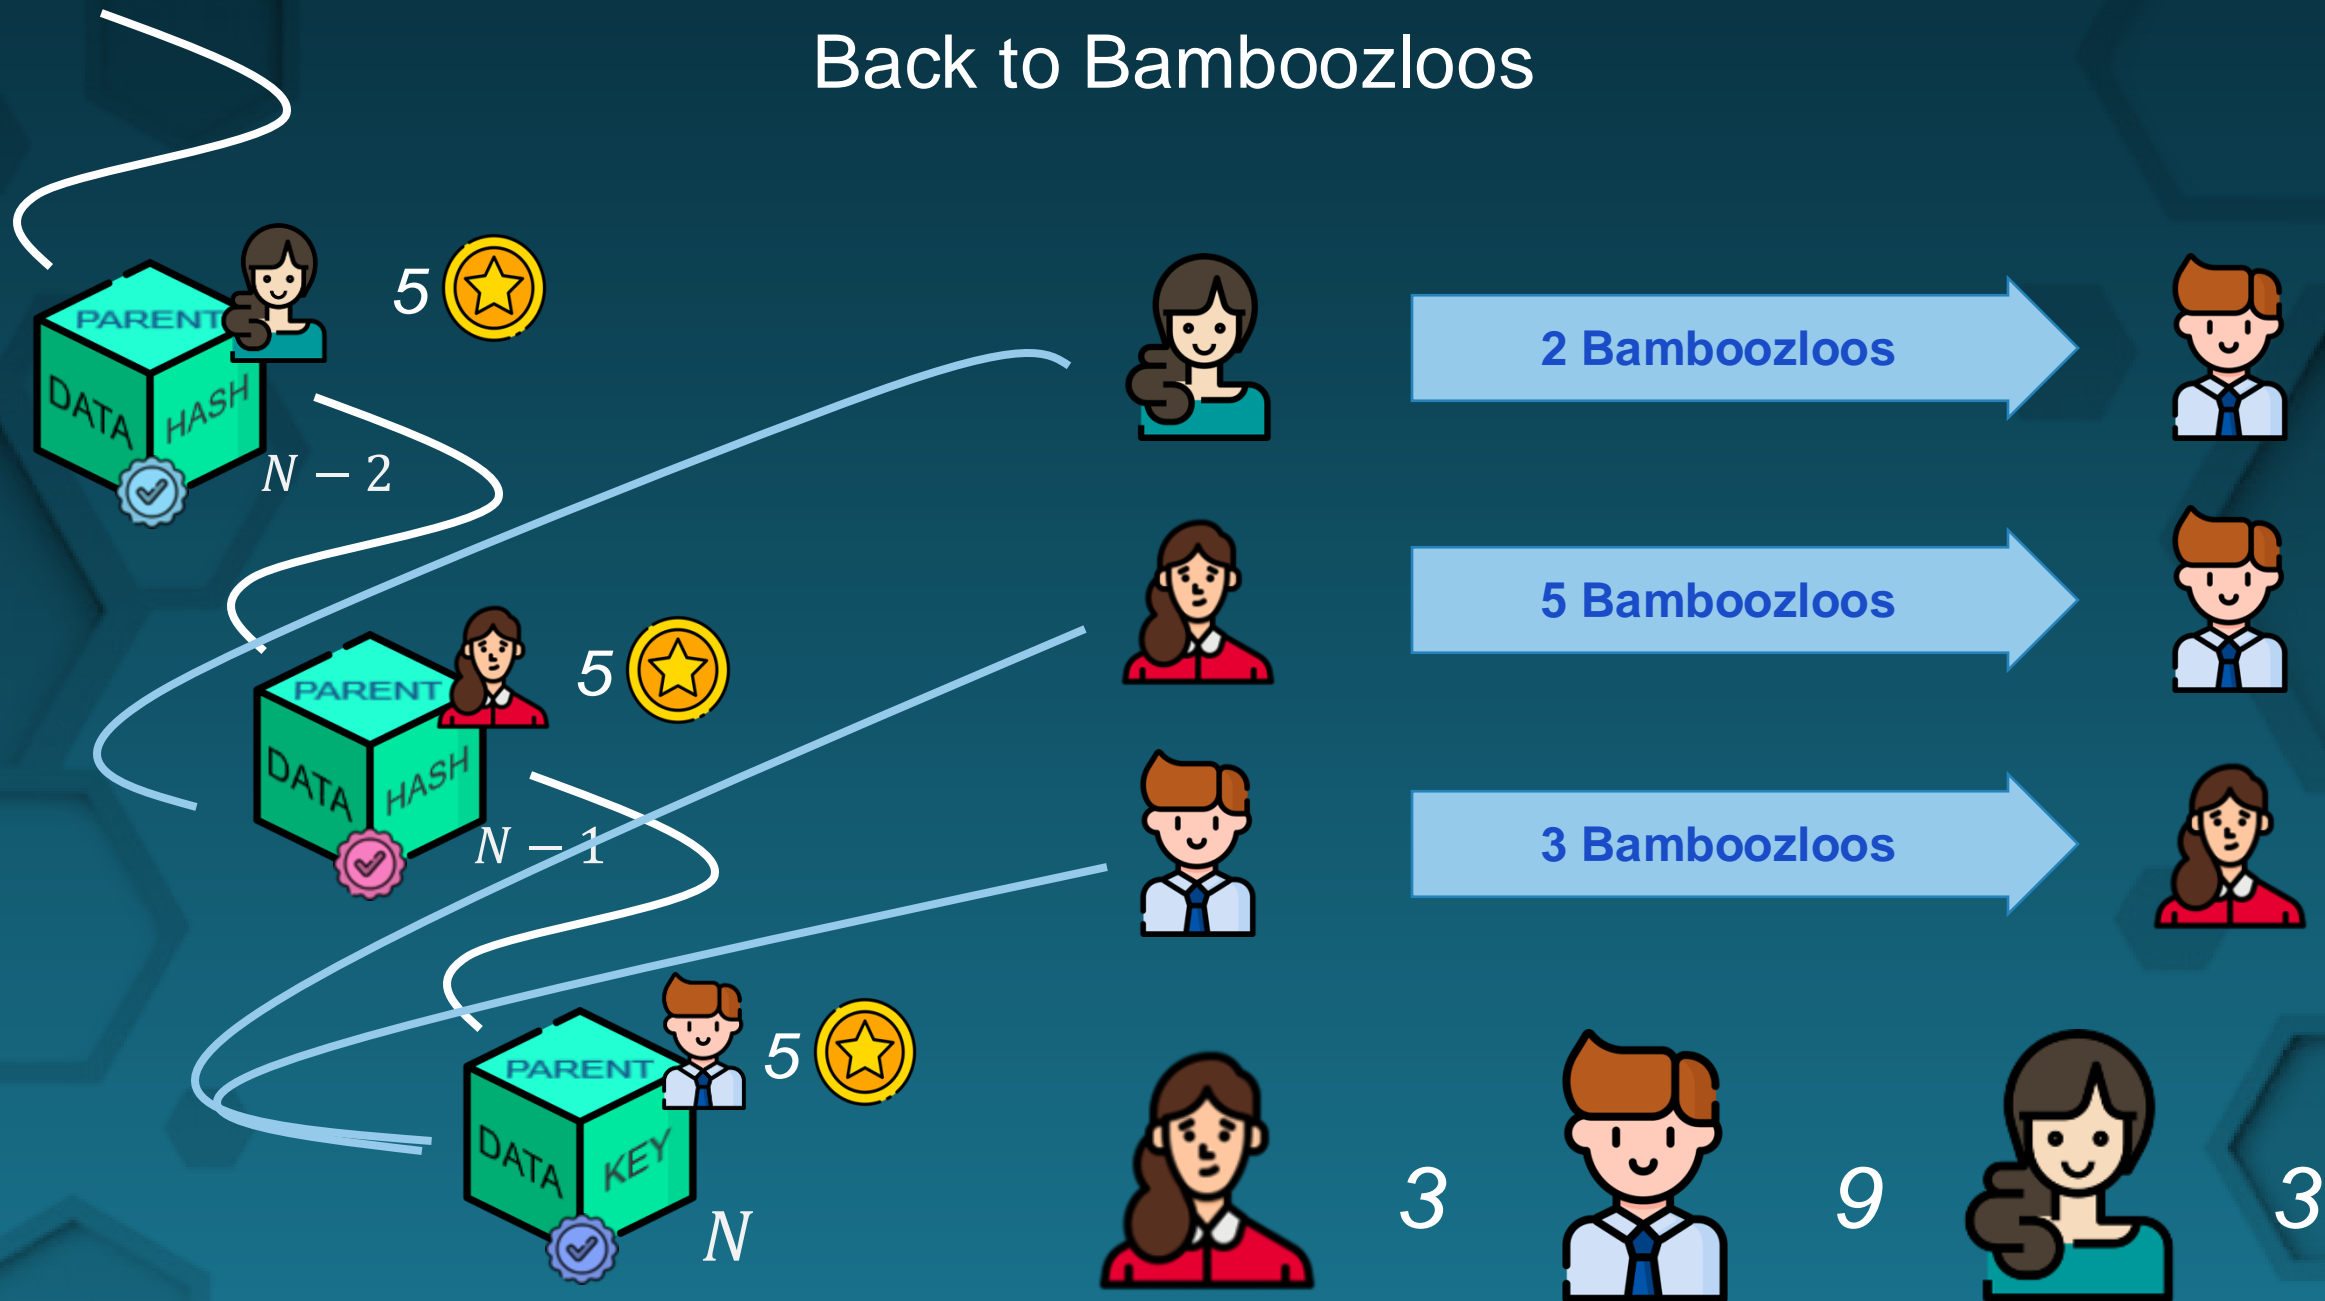 Back to Bamboozloos
5
PARENT
DATA
HASH
N − 2
2 Bamboozloos
5
PARENT
DATA
HASH
N − 1
5 Bamboozloos
3 Bamboozloos
5
PARENT
DATA
KEY
N
3
9
3